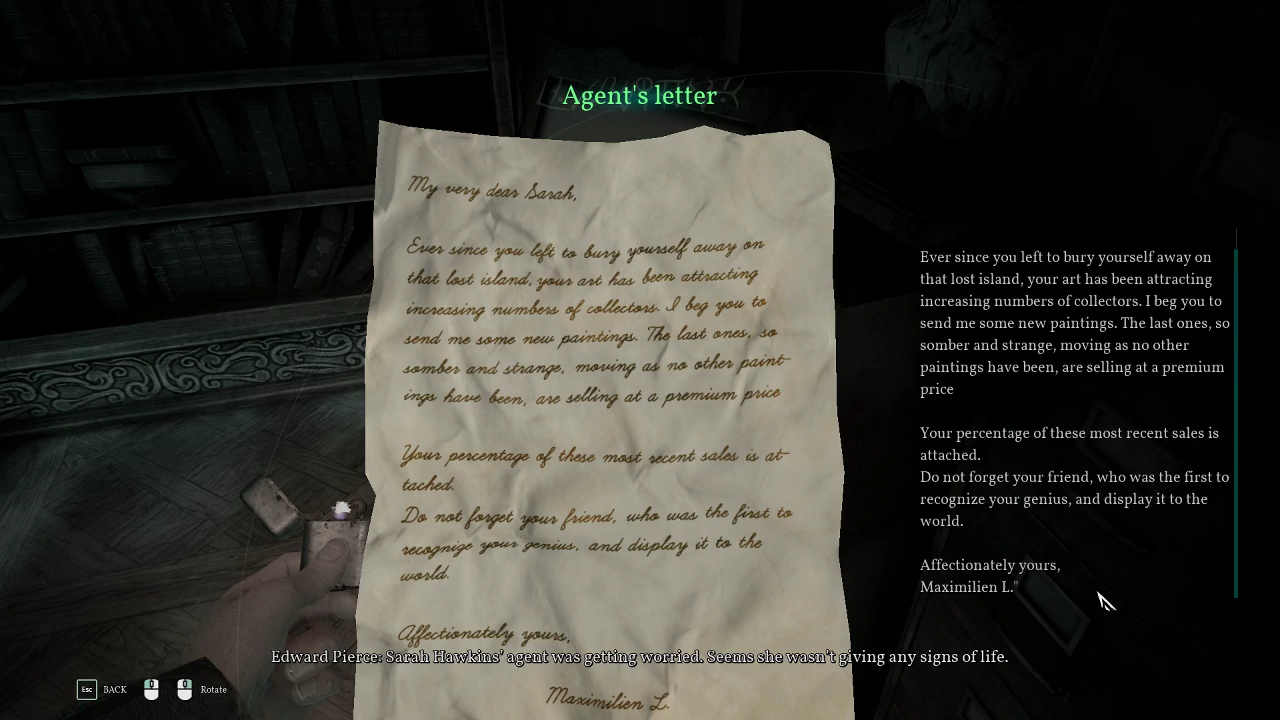 Agent's letter
My very dear Sarah,
Ever since you left to bury yourself away on
that lost island, your art has been attracting
increasing numbers of collectors. I beg you to
send me some new paintings. The last ones, so
somber and strange, moving as no other paint-
ings have been, are selling at a premium price
Your percentage of these most recent sales is at-
tached.
Do not forget your friend, who was the first to
recognize your genius, and display it to the
world.
Affectionately yours,
Maximilien L.
Ever since you left to bury yourself away on
that lost island, your art has been attracting
increasing numbers of collectors. I beg you to
send me some new paintings. The last ones, so
somber and strange, moving as no other
paintings have been, are selling at a premium
price
Your percentage of these most recent sales is
attached.
Do not forget your friend, who was the first to
recognize your genius, and display it to the
world.
Affectionately yours,
Maximilien L."
Edward Pierce: Sarah Hawkins' agent was getting worried. Seems she wasn't giving any signs of life.
Esc BACK Rotate